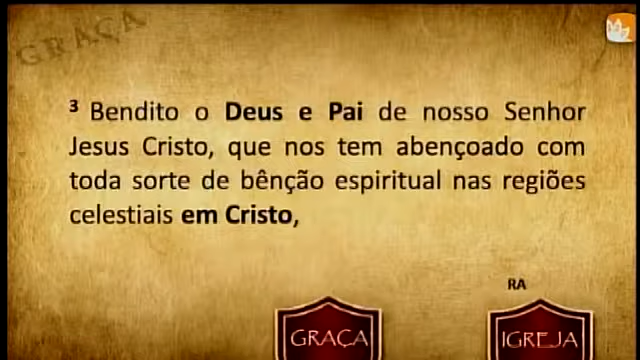 GRAÇA
³ Bendito o Deus e Pai de nosso Senhor
Jesus Cristo, que nos tem abençoado com
toda sorte de bênção espiritual nas regiões
celestiais em Cristo,
RA
GRAÇA
IGREJA